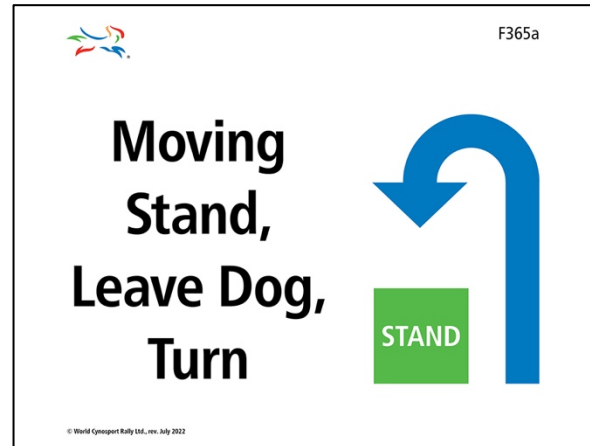 F365a
Moving
Stand,
Leave Dog,
Turn
STAND
© World Cynosport Rally Ltd., rev. July 2022